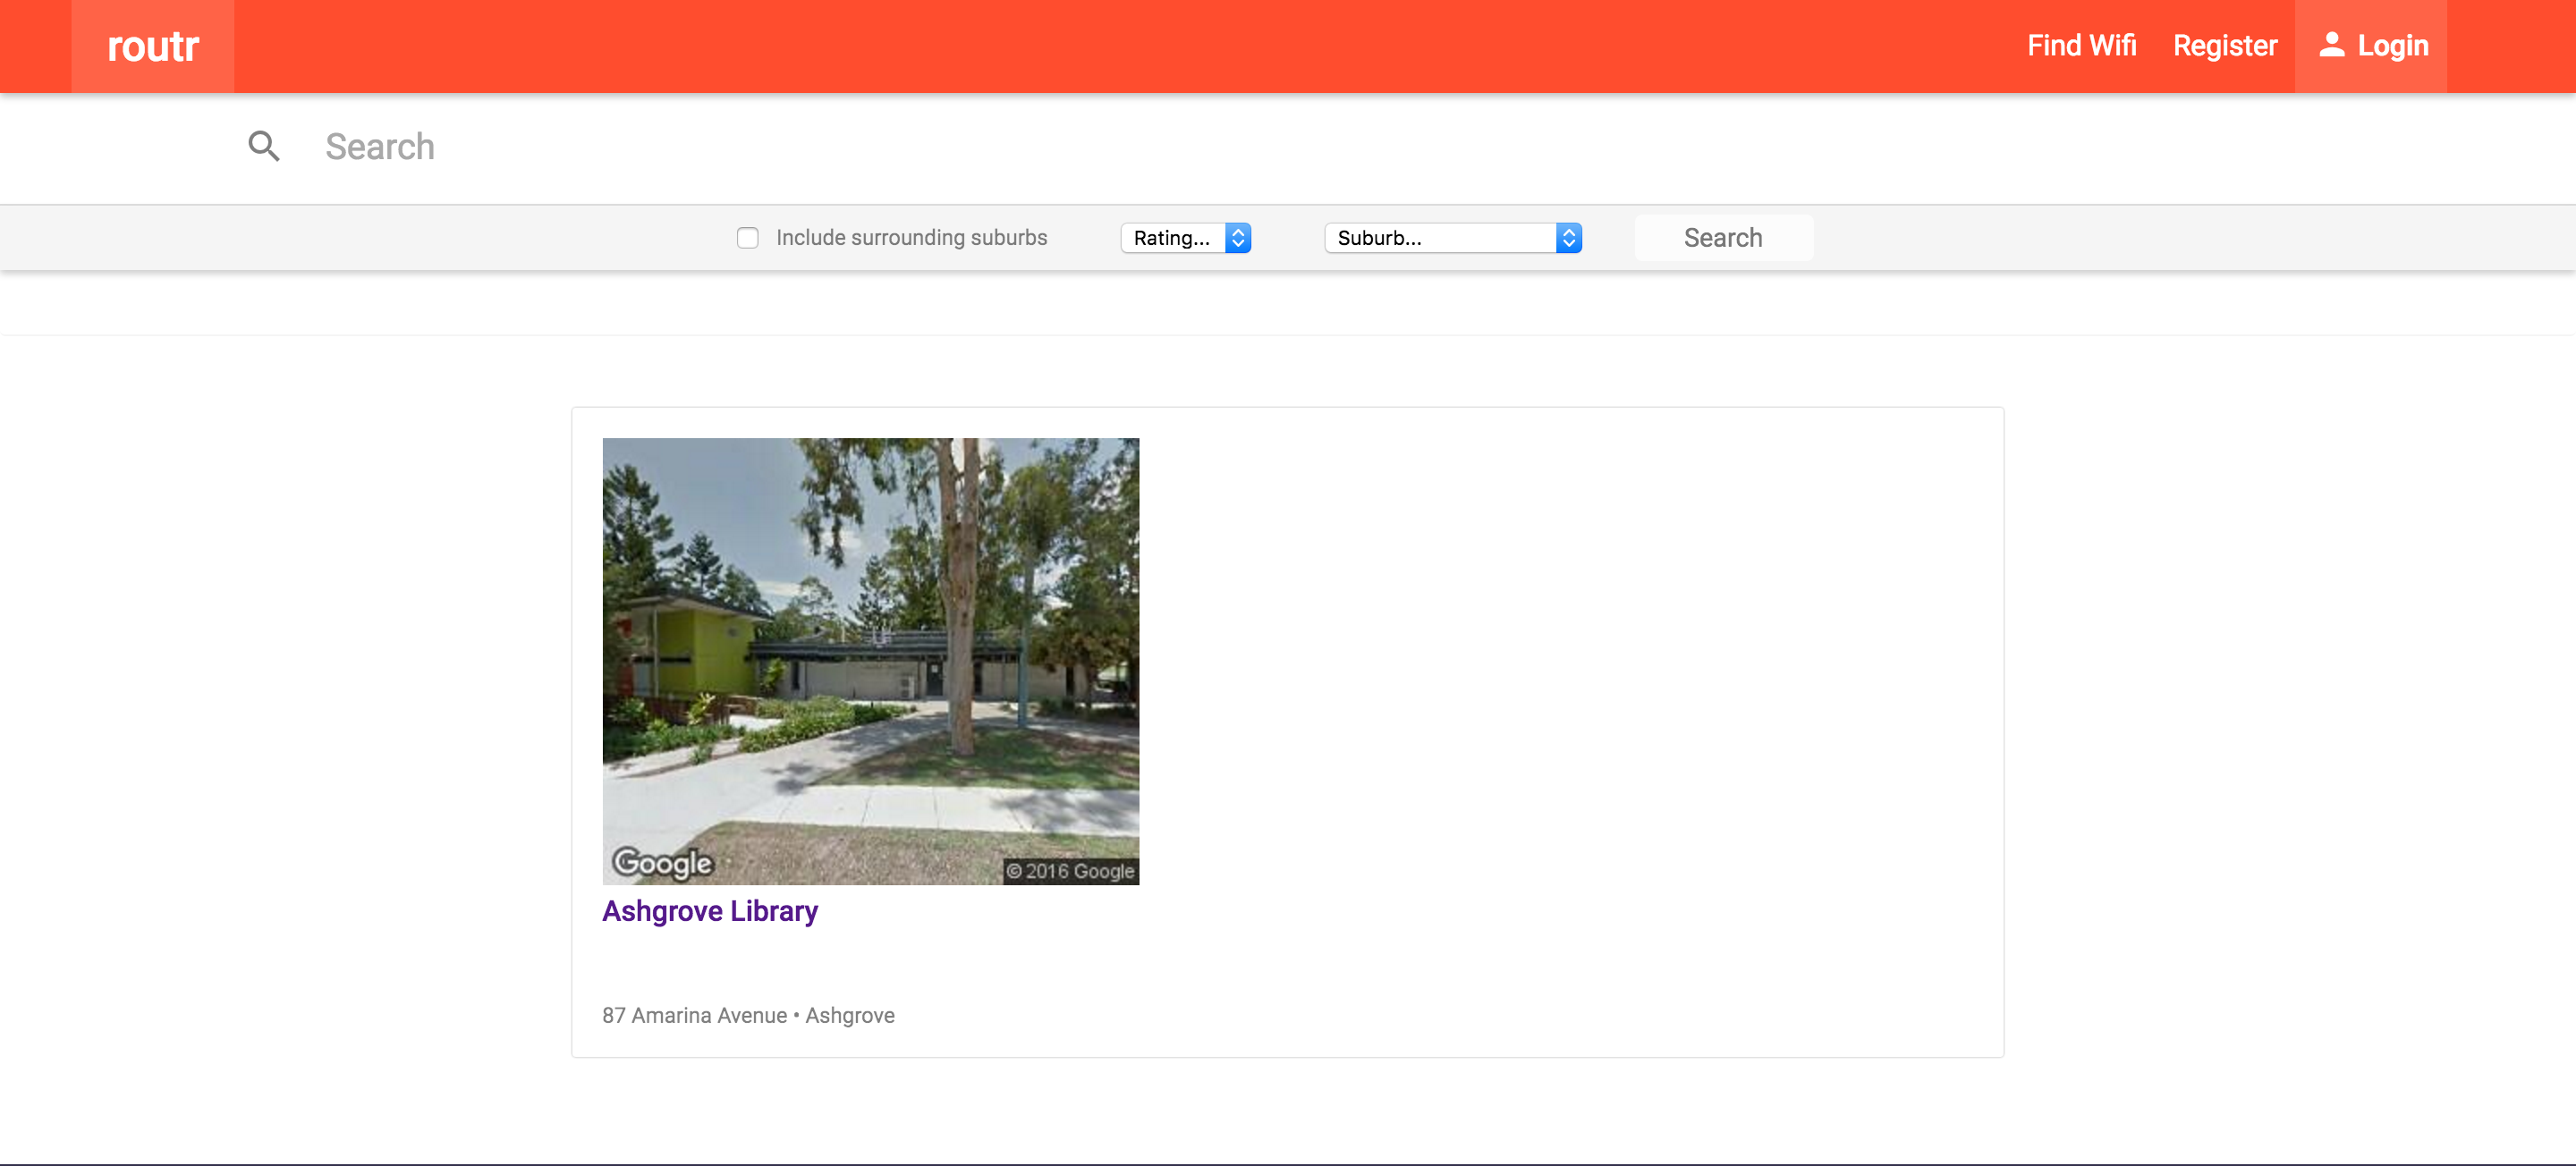 routr
Find Wifi Register Login
Search
Include surrounding suburbs Rating... Suburb... Search
Google
© 2016 Google
Ashgrove Library
87 Amarina Avenue • Ashgrove